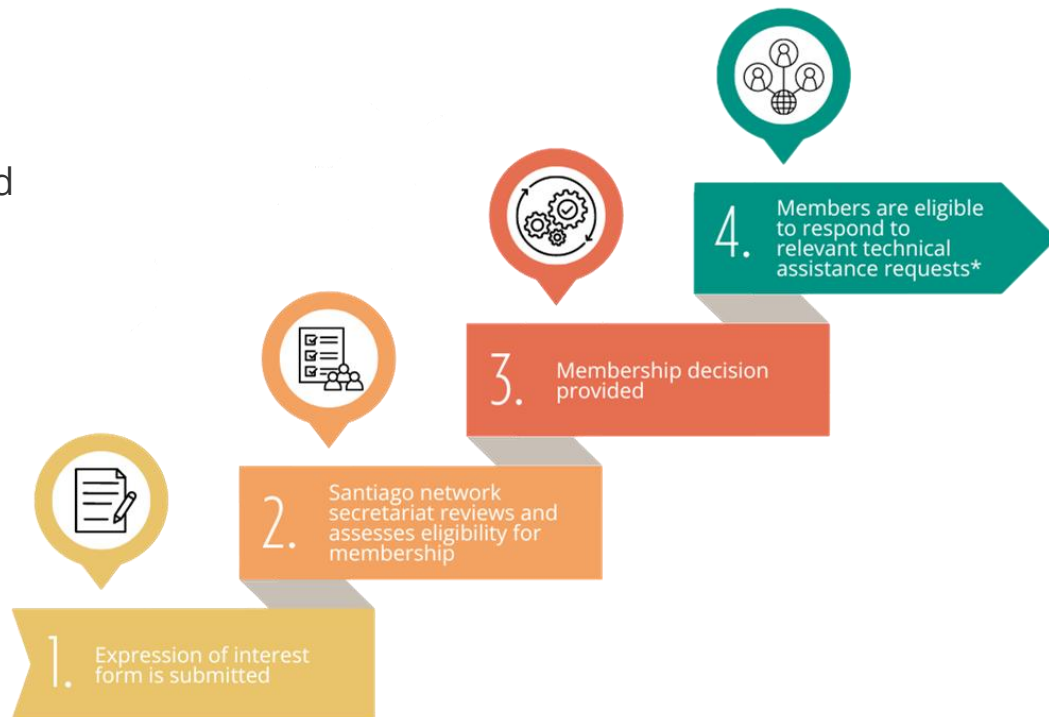 d
4.
Members are eligible
to respond to
relevant technical
assistance requests*
3.
Membership decision
provided
2.
Santiago network
secretariat reviews and
assesses eligibility for
membership
1.
Expression of interest
form is submitted